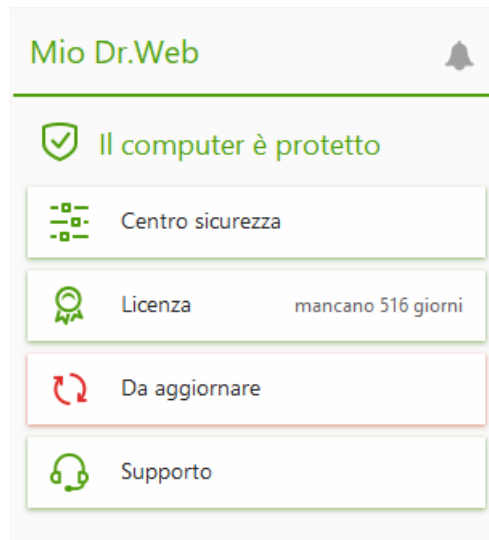 Mio Dr.Web
Il computer è protetto
Centro sicurezza
Licenza mancano 516 giorni
Da aggiornare
Supporto